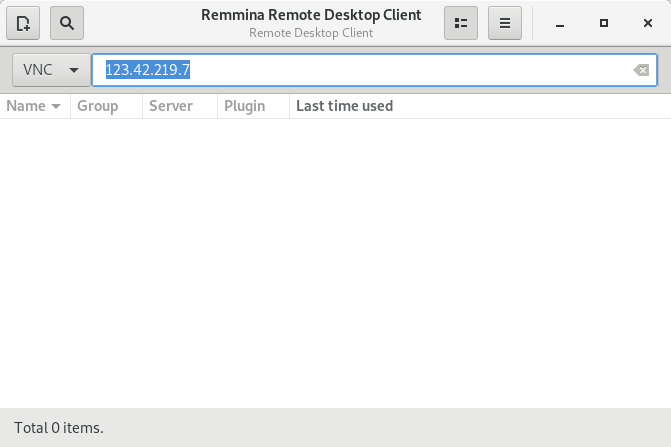 Remmina Remote Desktop Client
Remote Desktop Client
VNC 123.42.219.7
Name Group Server Plugin Last time used
Total 0 items.